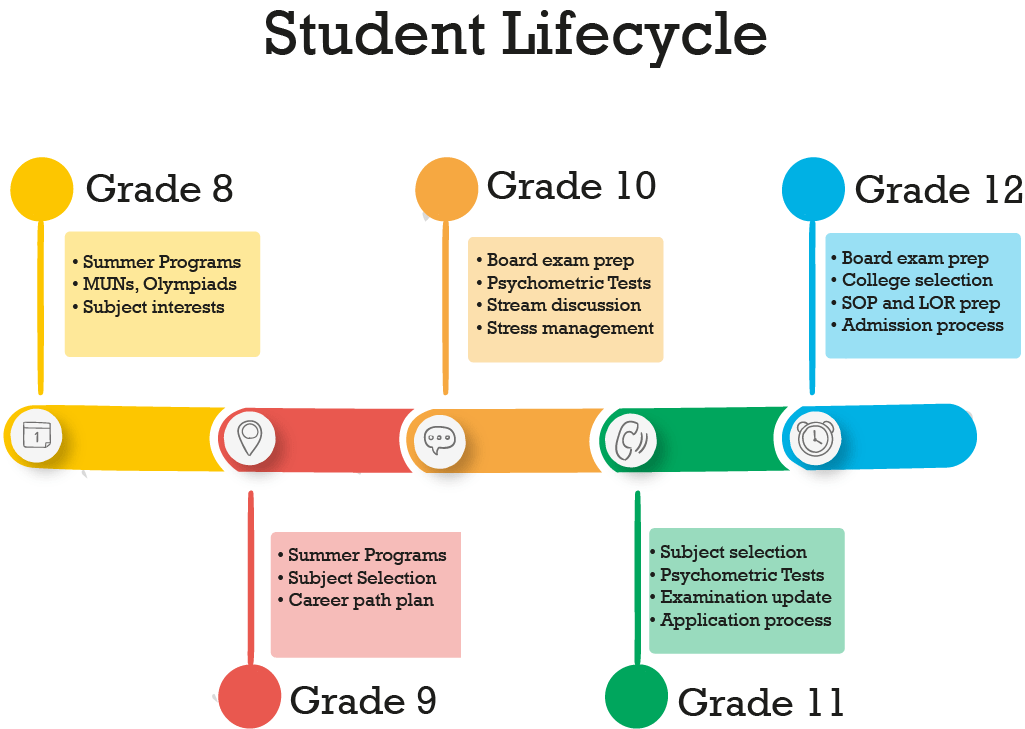 Student Lifecycle
Grade 8
• Summer Programs
• MUNs, Olympiads
• Subject interests
Grade 10
• Board exam prep
• Psychometric Tests
• Stream discussion
• Stress management
Grade 12
• Board exam prep
• College selection
• SOP and LOR prep
• Admission process
1
• Summer Programs
• Subject Selection
• Career path plan
Grade 9
• Subject selection
• Psychometric Tests
• Examination update
• Application process
Grade 11